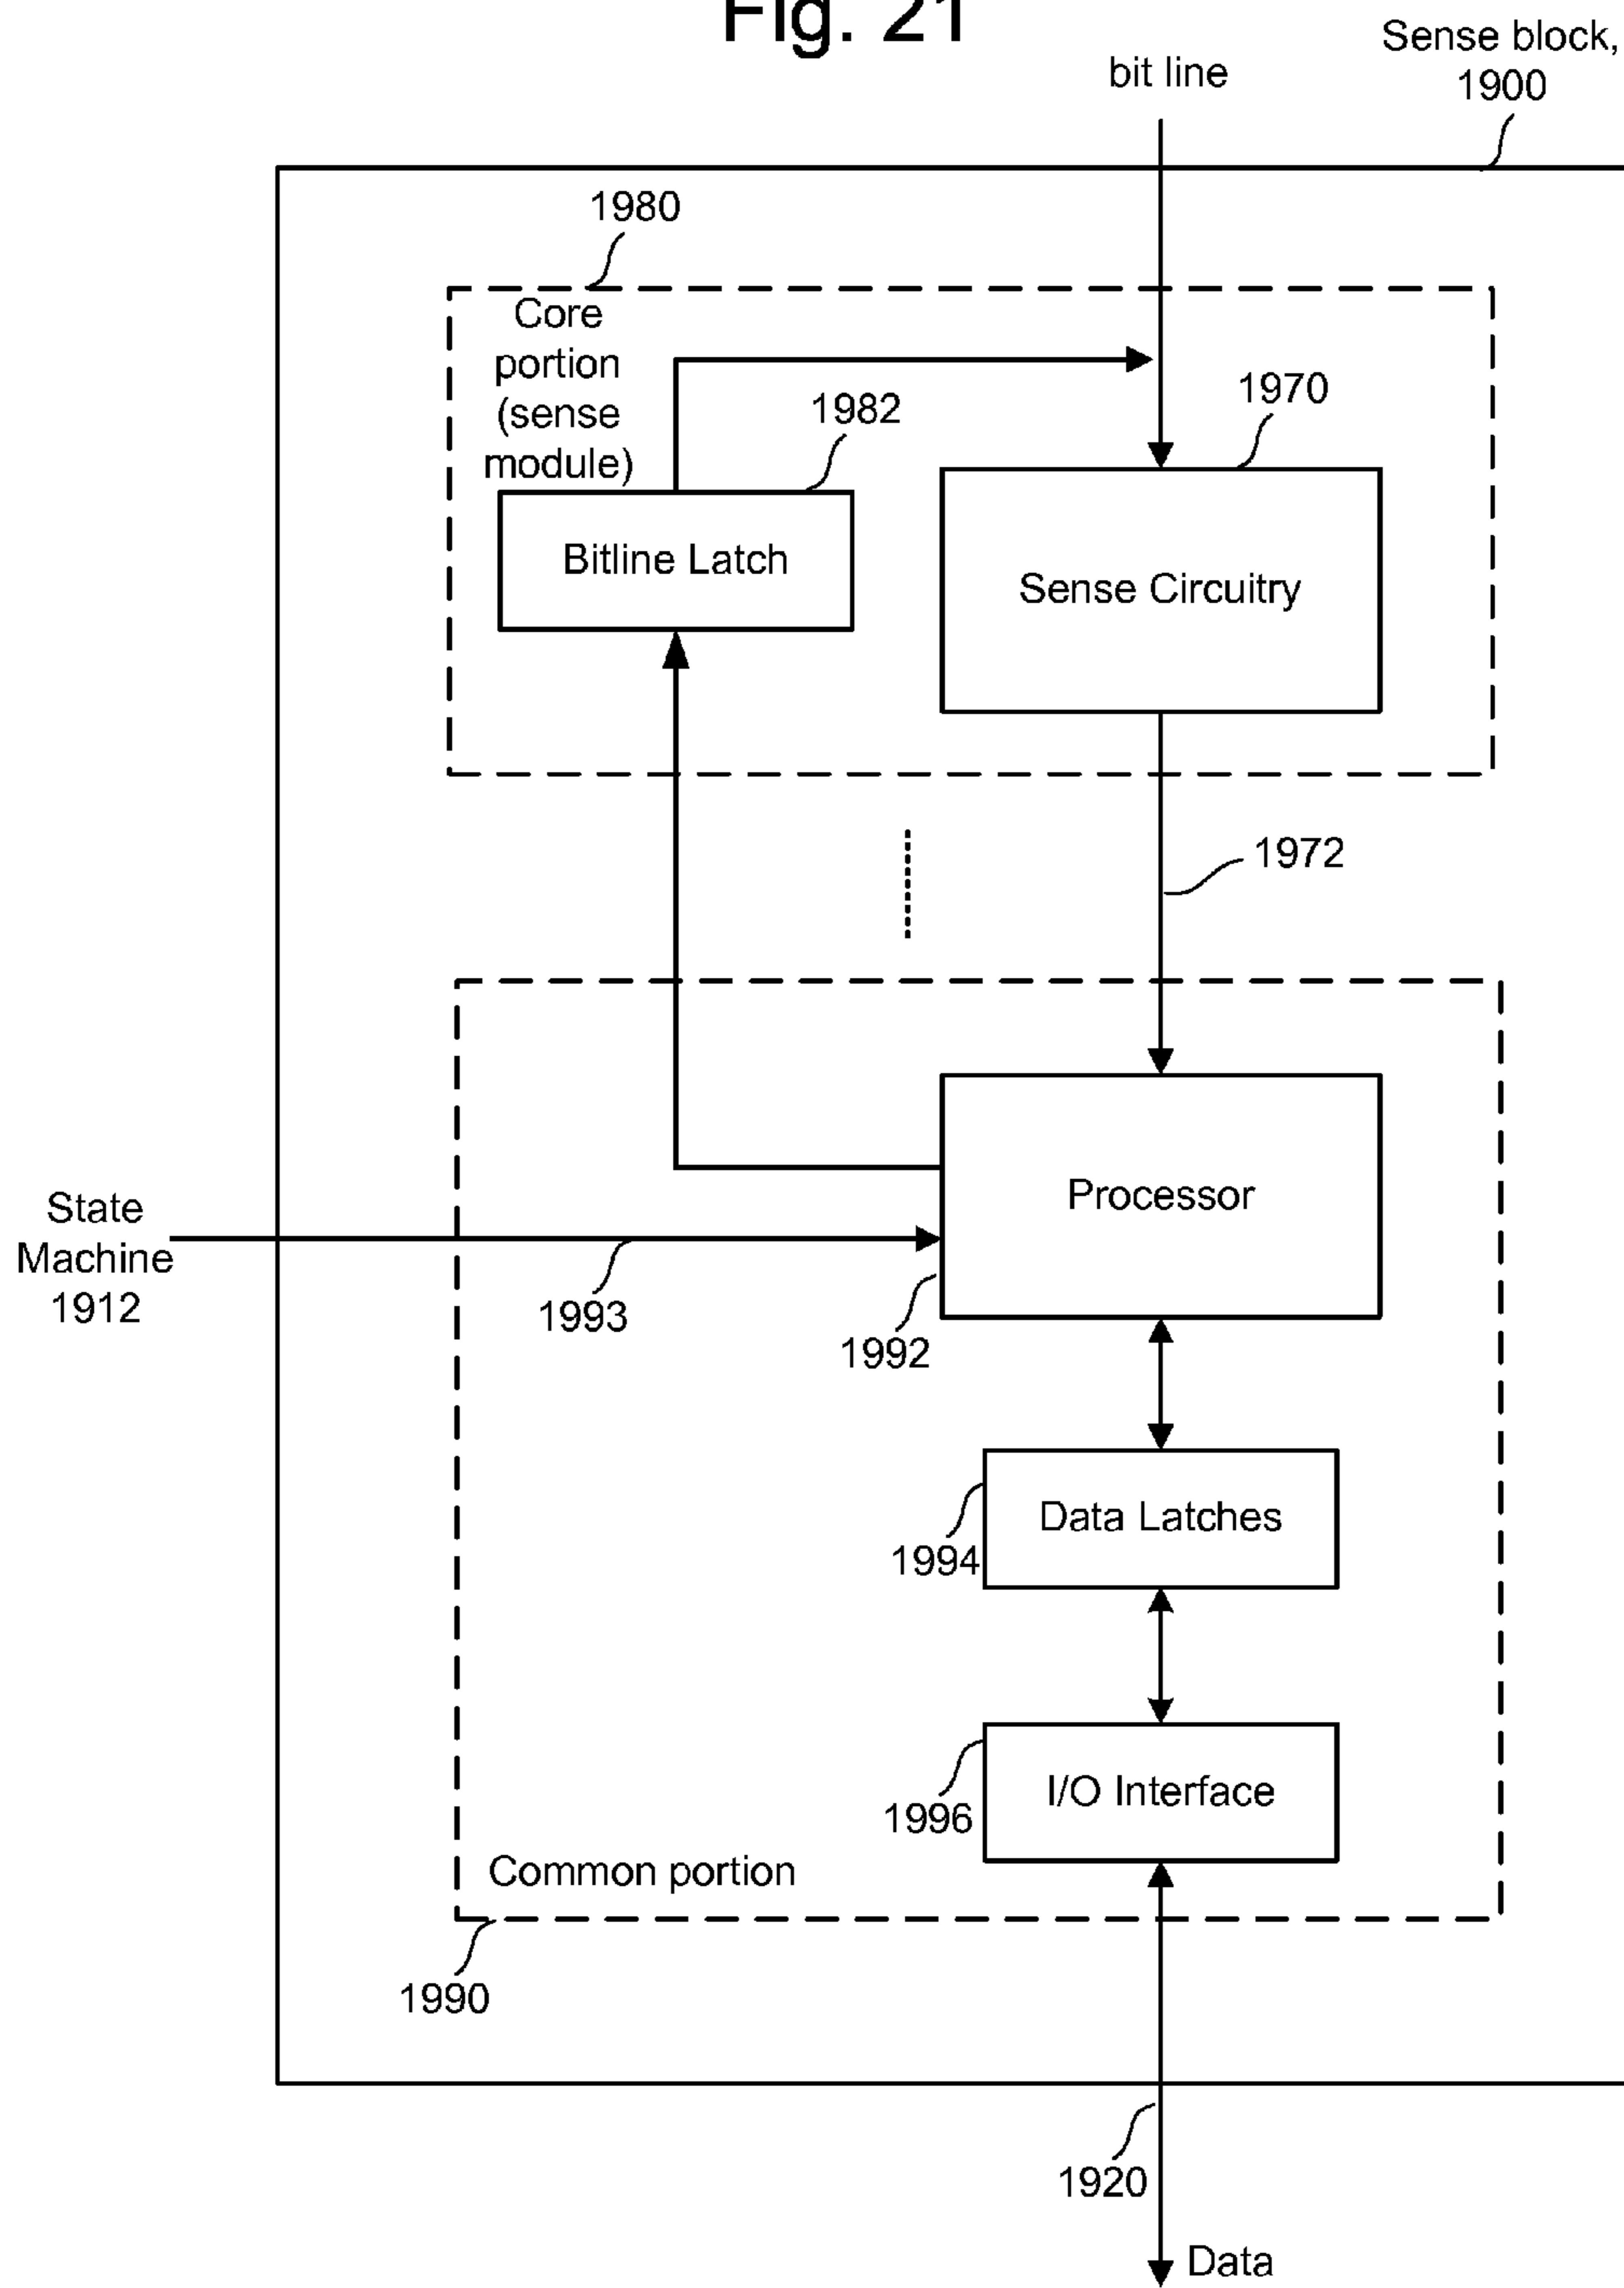 Fig. 21
Sense block,
1900
bit line
1980
Core
portion
(sense
module)
1982
1970
Bitline Latch
Sense Circuitry
1972
Processor
State
Machine
1912
1993
1992
Data Latches
1994
I/O Interface
1996
Common portion
1990
1920
Data